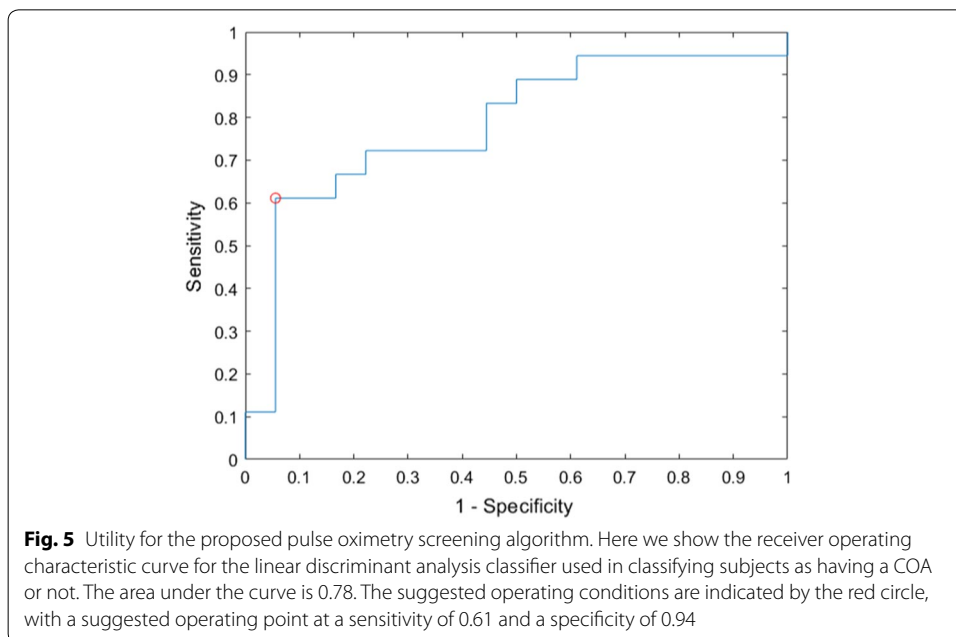 1
0.9
0.8
0.7
0.6
0.5
0.4
0.3
0.2
0.1
0
Sensitivity
0 0.1 0.2 0.3 0.4 0.5 0.6 0.7 0.8 0.9 1
1 - Specificity
Fig. 5 Utility for the proposed pulse oximetry screening algorithm. Here we show the receiver operating
characteristic curve for the linear discriminant analysis classifier used in classifying subjects as having a COA
or not. The area under the curve is 0.78. The suggested operating conditions are indicated by the red circle,
with a suggested operating point at a sensitivity of 0.61 and a specificity of 0.94